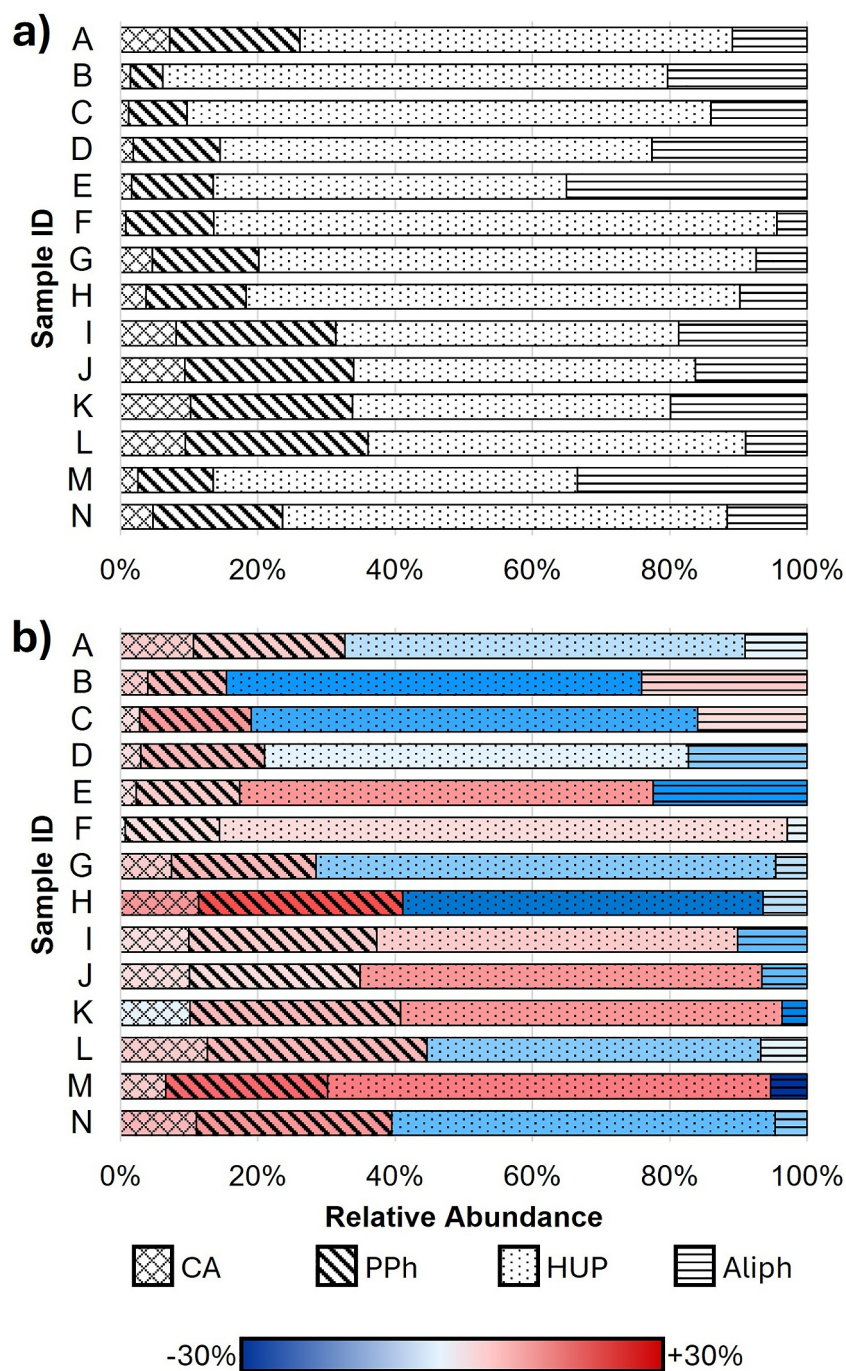 a)
Sample ID
A
B
C
D
E
F
G
H
I
J
K
L
M
N
0% 20% 40% 60% 80% 100%
b)
Sample ID
A
B
C
D
E
F
G
H
I
J
K
L
M
N
0% 20% 40% 60% 80% 100%
Relative Abundance
CA PPh HUP Aliph
-30% +30%